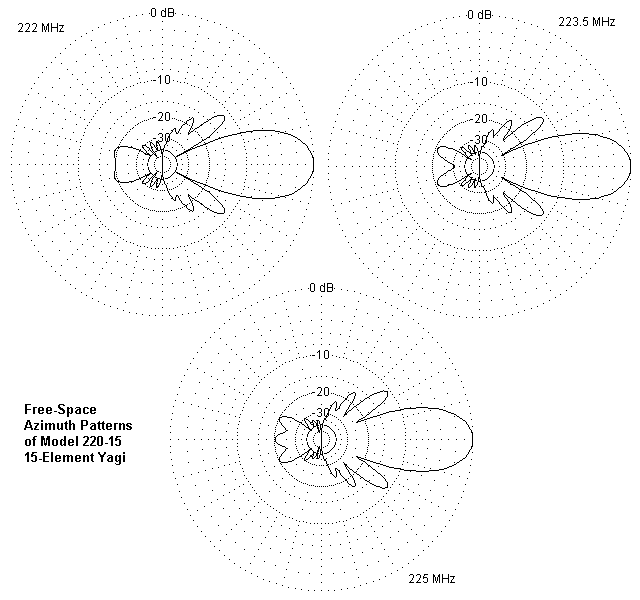 222 MHz
0 dB
-10
-20
-30
223.5 MHz
0 dB
-10
-20
-30
0 dB
-10
-20
-30
Free-Space
Azimuth Patterns
of Model 220-15
15-Element Yagi
225 MHz